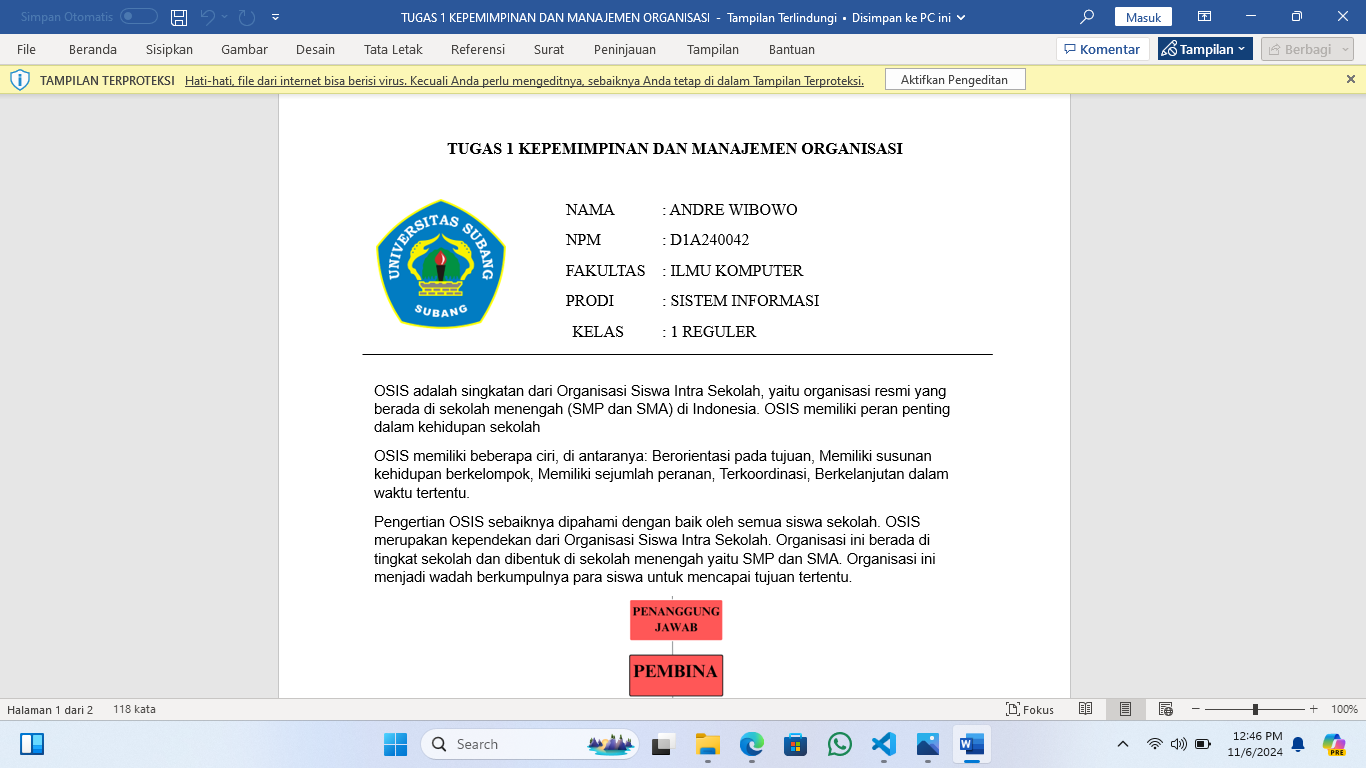 Simpan Otomatis
TUGAS 1 KEPEMIMPINAN DAN MANAJEMEN ORGANISASI - Tampilan Terlindungi • Disimpan ke PC ini
Masuk
File Beranda Sisipkan Gambar Desain Tata Letak Referensi Surat Peninjauan Tampilan Bantuan
Komentar Tampilan Berbagi
TAMPILAN TERPROTEKSI Hati-hati, file dari internet bisa berisi virus. Kecuali Anda perlu mengeditnya, sebaiknya Anda tetap di dalam Tampilan Terproteksi. Aktifkan Pengeditan
TUGAS 1 KEPEMIMPINAN DAN MANAJEMEN ORGANISASI
UNIVERSITAS SUBANG
SUBANG
NAMA : ANDRE WIBOWO
NPM : D1A240042
FAKULTAS : ILMU KOMPUTER
PRODI : SISTEM INFORMASI
KELAS : 1 REGULER
OSIS adalah singkatan dari Organisasi Siswa Intra Sekolah, yaitu organisasi resmi yang
berada di sekolah menengah (SMP dan SMA) di Indonesia. OSIS memiliki peran penting
dalam kehidupan sekolah
OSIS memiliki beberapa ciri, di antaranya: Berorientasi pada tujuan, Memiliki susunan
kehidupan berkelompok, Memiliki sejumlah peranan, Terkoordinasi, Berkelanjutan dalam
waktu tertentu.
Pengertian OSIS sebaiknya dipahami dengan baik oleh semua siswa sekolah. OSIS
merupakan kependekan dari Organisasi Siswa Intra Sekolah. Organisasi ini berada di
tingkat sekolah dan dibentuk di sekolah menengah yaitu SMP dan SMA. Organisasi ini
menjadi wadah berkumpulnya para siswa untuk mencapai tujuan tertentu.
PENANGGUNG
JAWAB
PEMBINA
Halaman 1 dari 2 118 kata
Fokus
100%
Search
12:46 PM
11/6/2024
PRE